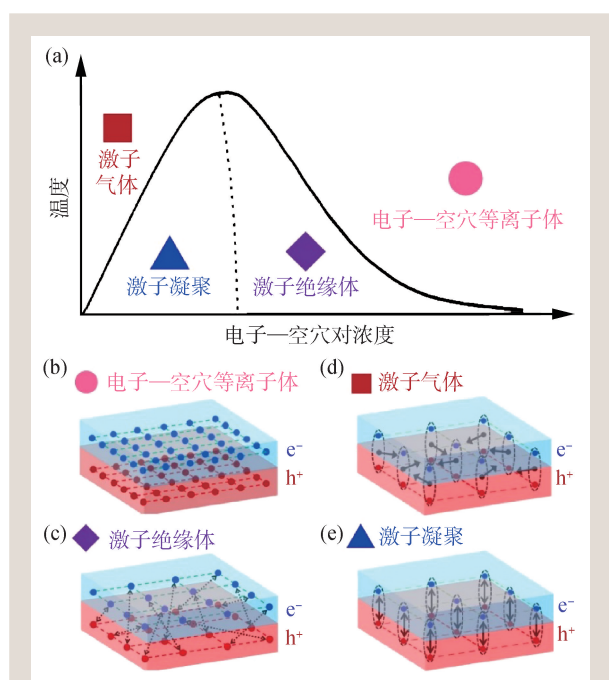 (a)
温度
激子
气体
电子—空穴等离子体
激子凝聚
激子绝缘体
电子—空穴对浓度
(b) 电子—空穴等离子体
e⁻
h⁺
(d) 激子气体
e⁻
h⁺
(c) 激子绝缘体
e⁻
h⁺
(e) 激子凝聚
e⁻
h⁺